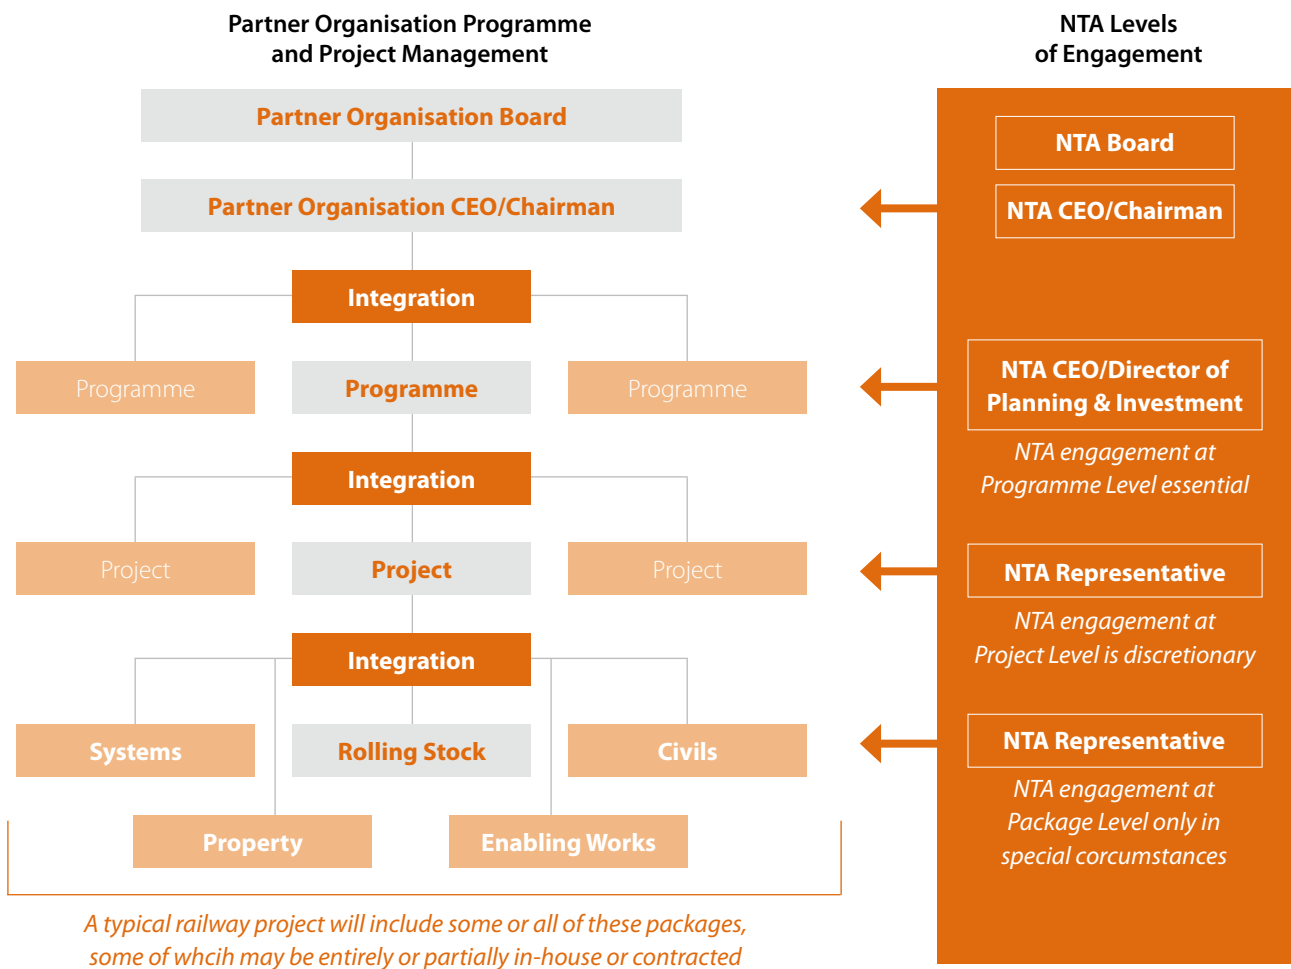 Partner Organisation Programme
and Project Management
Partner Organisation Board
Partner Organisation CEO/Chairman
Integration
Programme
Programme
Programme
Integration
Project
Project
Project
Integration
Systems
Rolling Stock
Civils
Property
Enabling Works
A typical railway project will include some or all of these packages,
some of whcih may be entirely or partially in-house or contracted
NTA Levels
of Engagement
NTA Board
NTA CEO/Chairman
NTA CEO/Director of
Planning & Investment
NTA engagement at
Programme Level essential
NTA Representative
NTA engagement at
Project Level is discretionary
NTA Representative
NTA engagement at
Package Level only in
special corcumstances